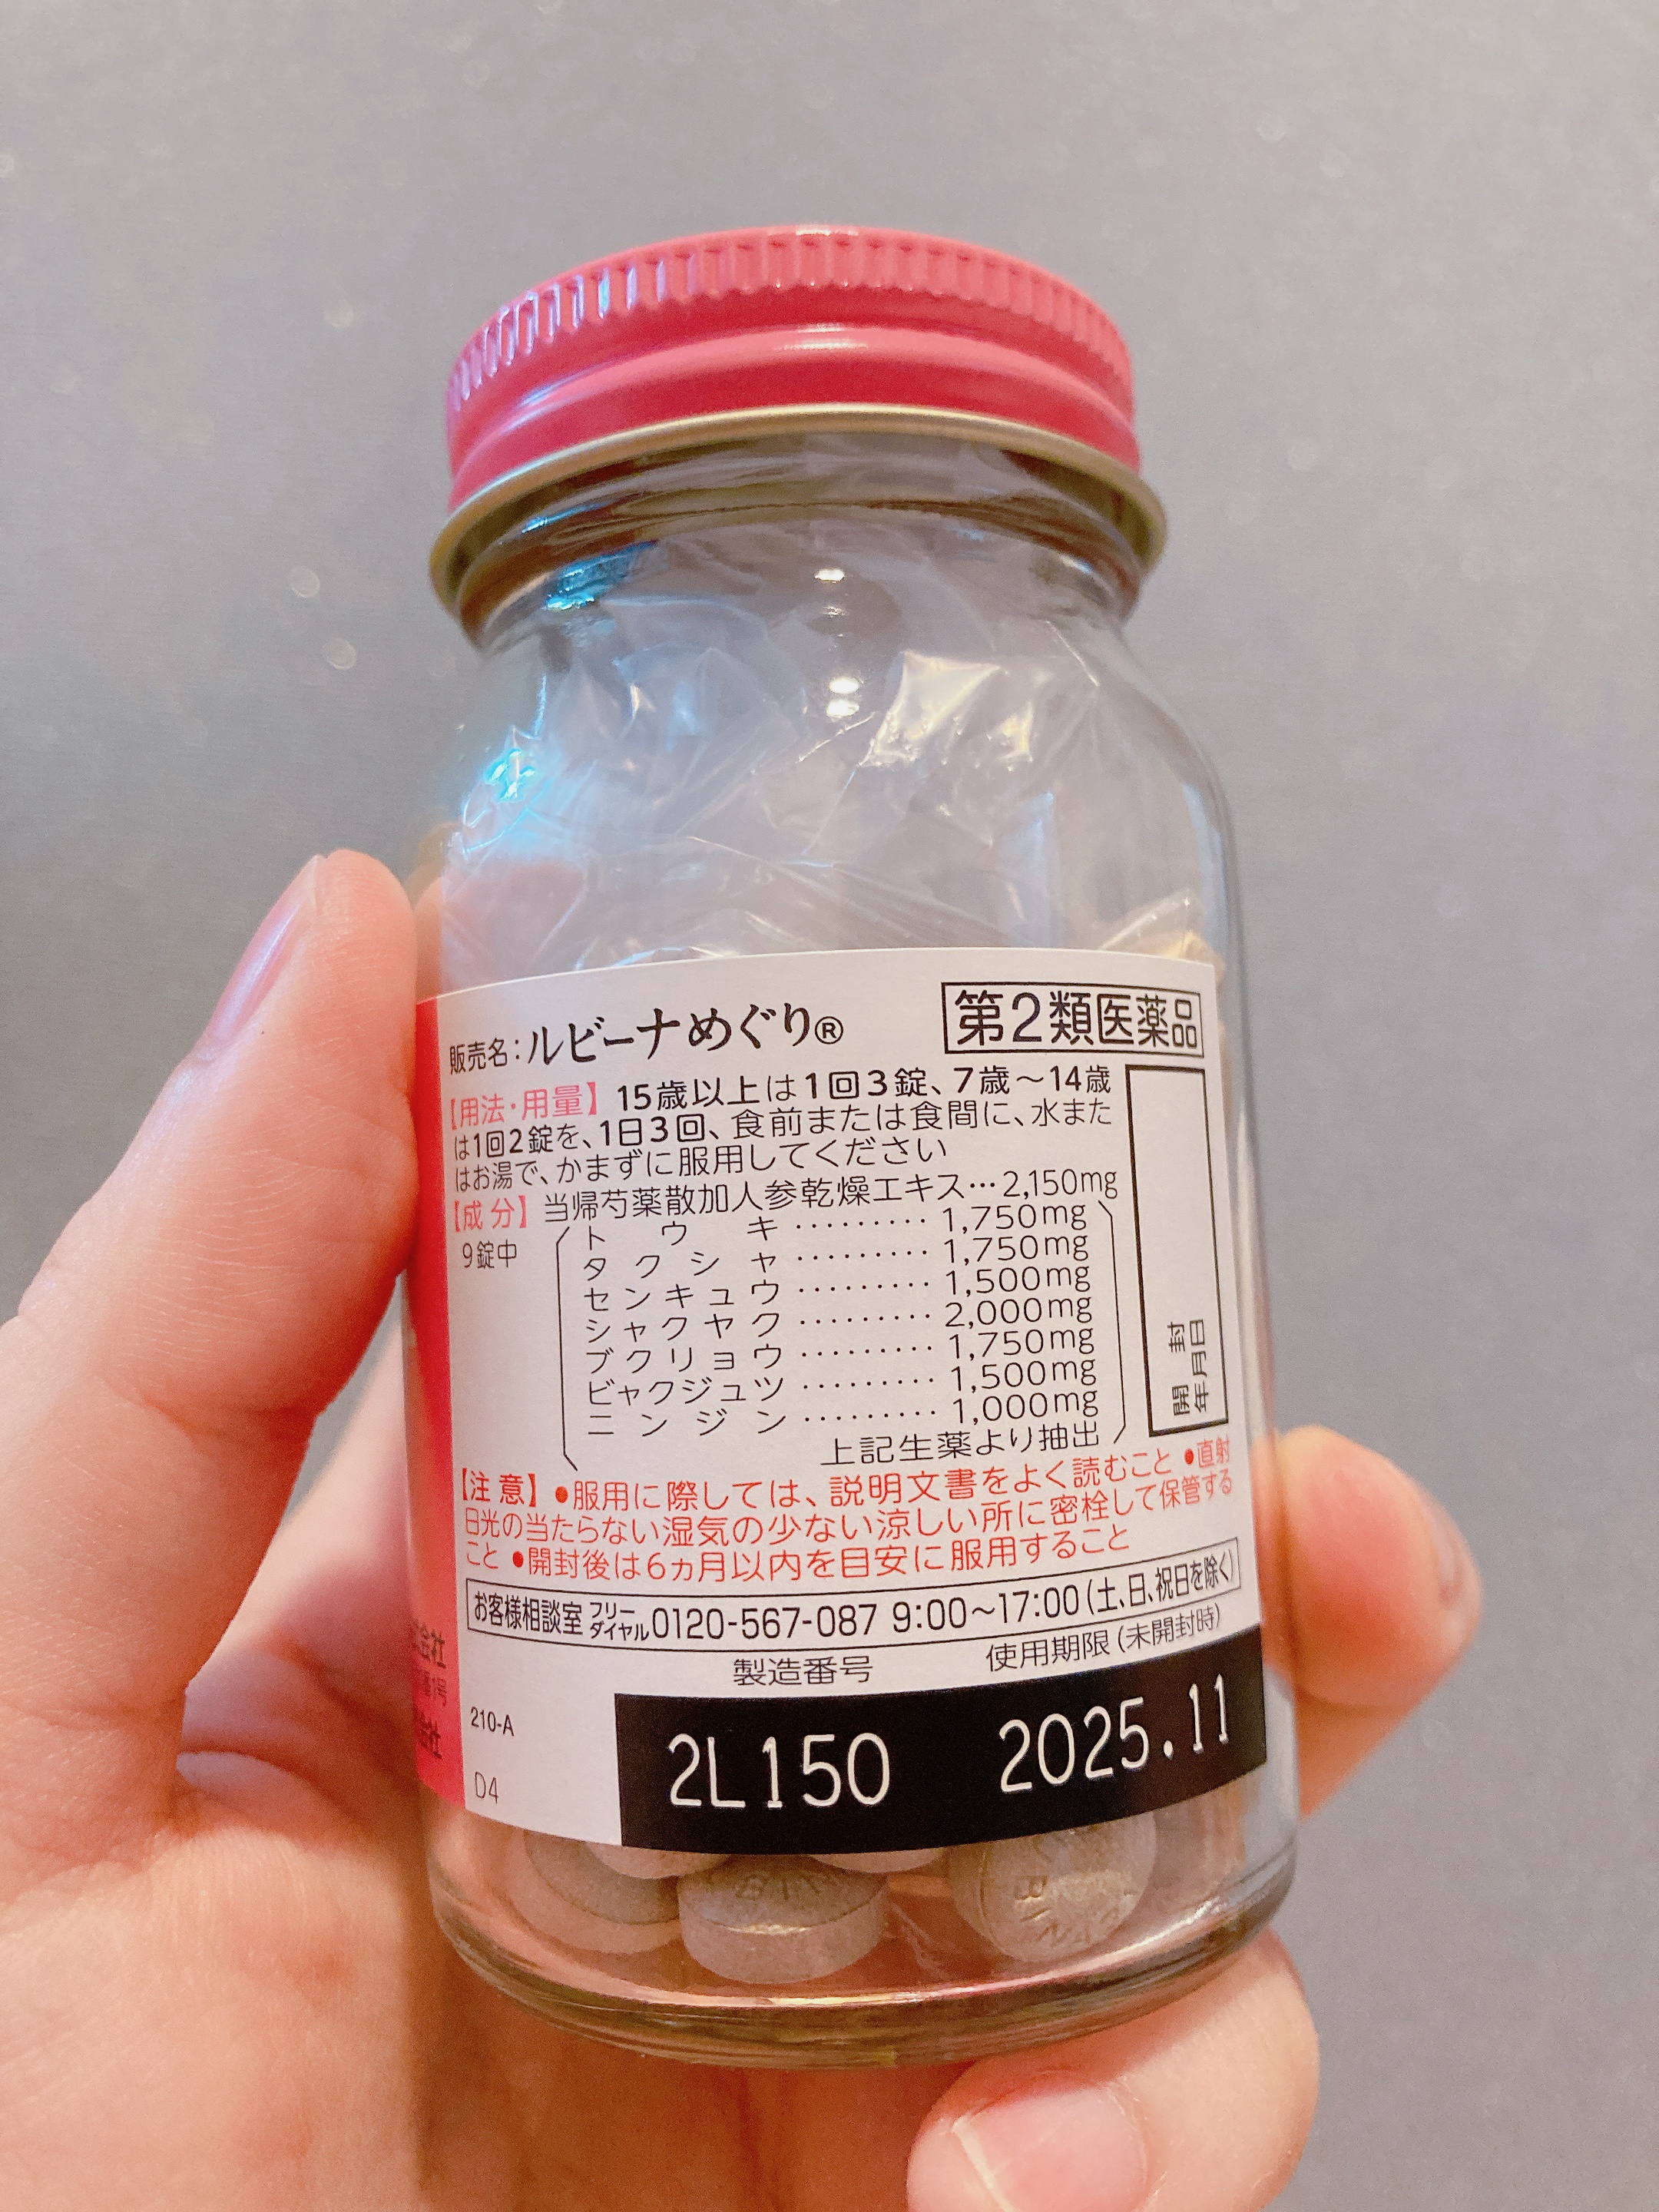 販売名：ルビーナめぐり®
第2類医薬品
【用法・用量】15歳以上は1回3錠、7歳～14歳
は1回2錠を、1日3回、食前または食間に、水また
はお湯で、かまずに服用してください
【成分】当帰芍薬散加人参乾燥エキス…2,150mg
9錠中
トウキ………1,750mg
タクシャ………1,750mg
センキュウ………1,500mg
シャクヤク………2,000mg
ブクリョウ………1,750mg
ビャクジュツ………1,500mg
ニンジン………1,000mg
上記生薬より抽出
開封
年月日
【注意】●服用に際しては、説明文書をよく読むこと ●直射
日光の当たらない湿気の少ない涼しい所に密栓して保管する
こと ●開封後は6ヵ月以内を目安に服用すること
お客様相談室 フリーダイヤル 0120-567-087 9:00～17:00（土、日、祝日を除く）
製造番号 使用期限（未開封時）
2L150 2025.11
210-A
D4
会社
番1号
会社